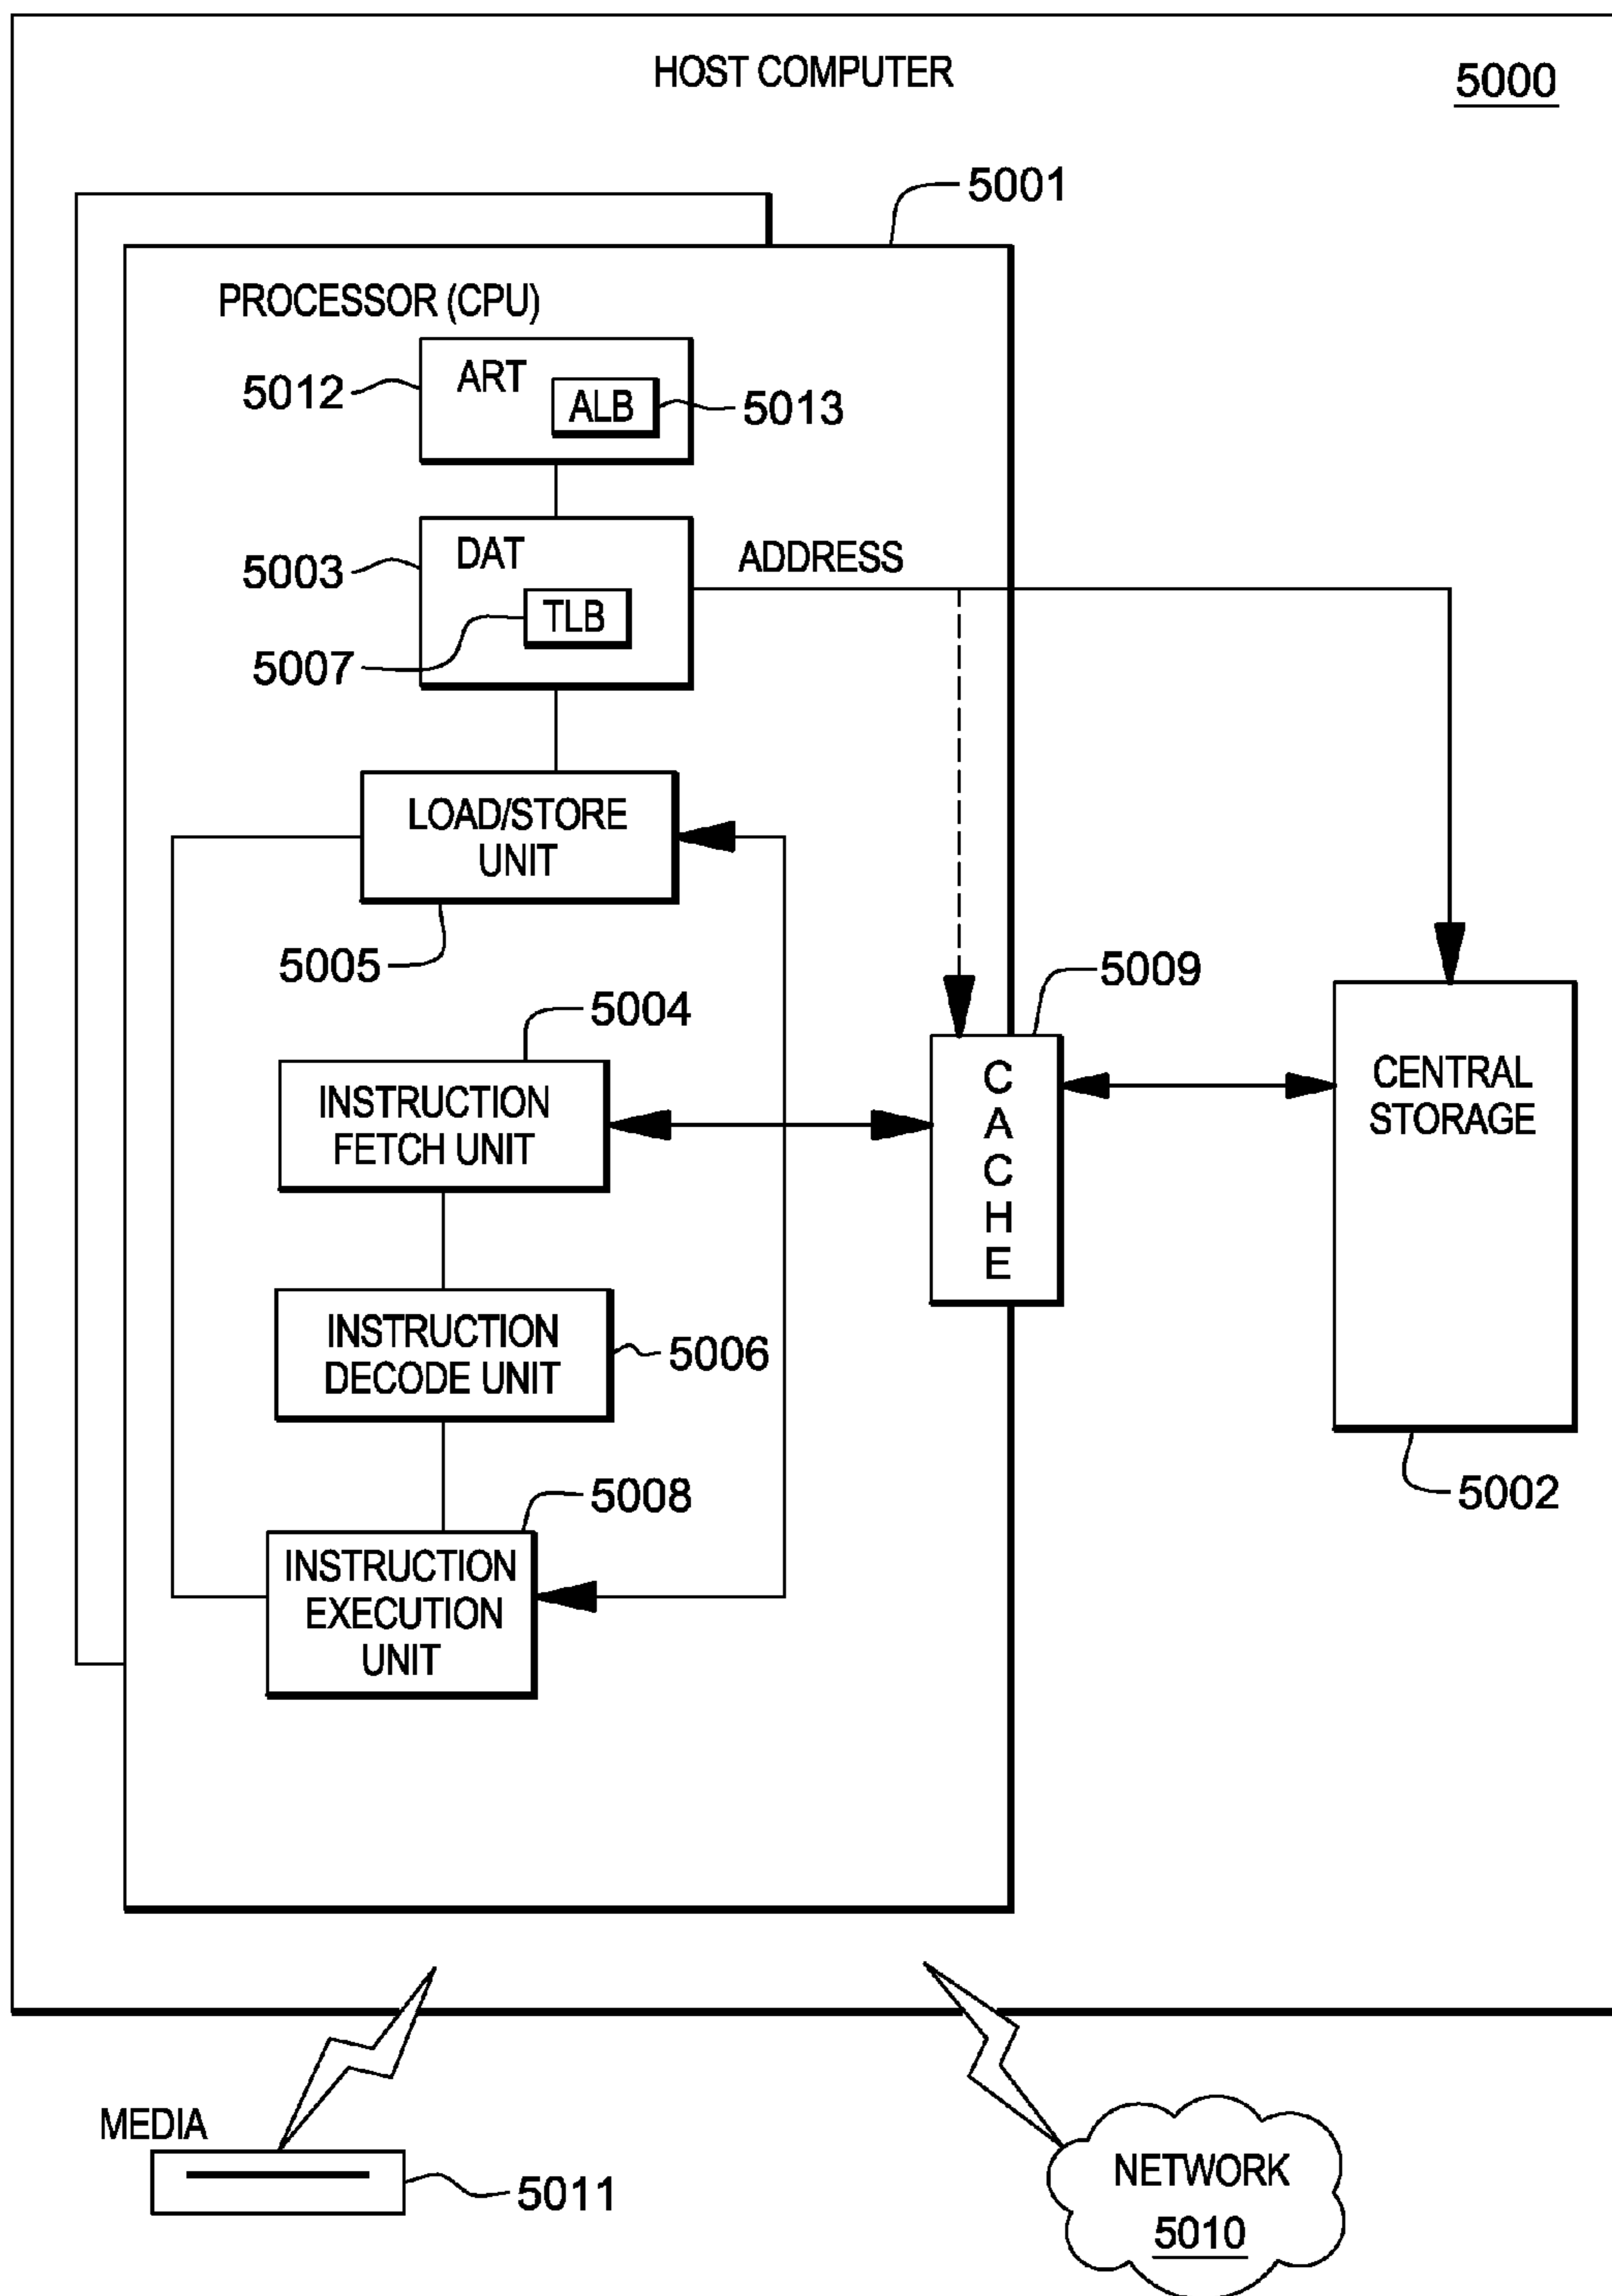 HOST COMPUTER
5000
5001
PROCESSOR (CPU)
ART
5012
ALB
5013
DAT
ADDRESS
5003
TLB
5007
LOAD/STORE
UNIT
5005
5009
5004
CACHE
CENTRAL
STORAGE
INSTRUCTION
FETCH UNIT
INSTRUCTION
DECODE UNIT
5006
5002
5008
INSTRUCTION
EXECUTION
UNIT
MEDIA
5011
NETWORK
5010